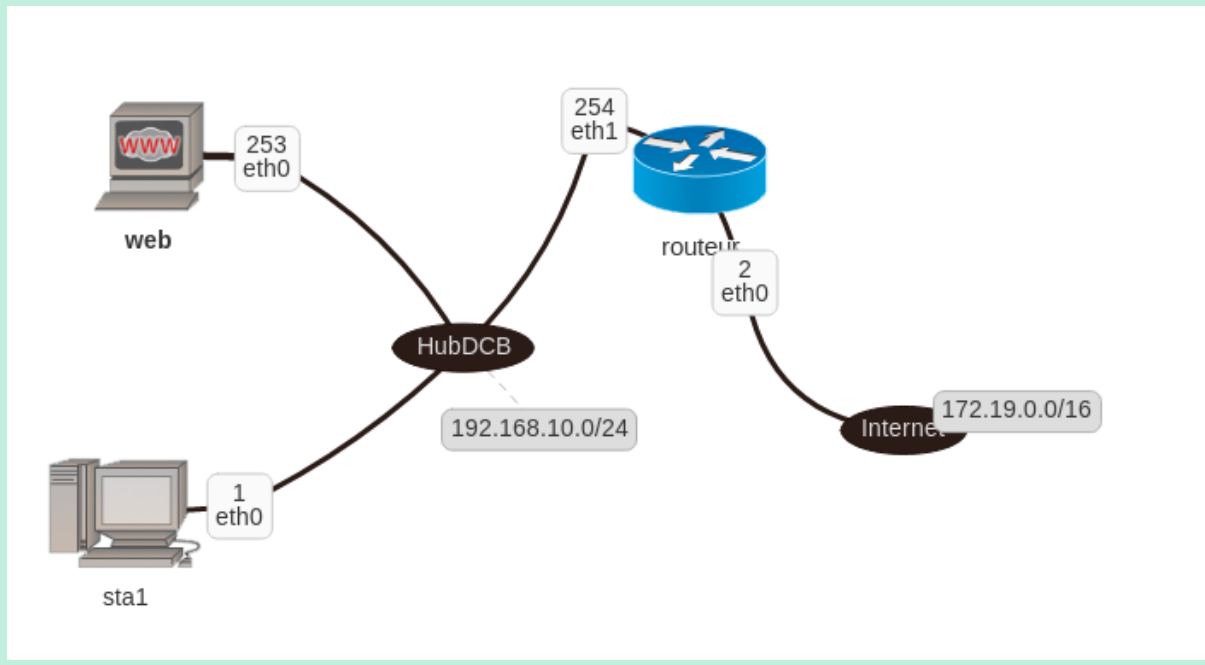 254
eth1
WWW
253
eth0
web
routeur
2
eth0
HubDCB
192.168.10.0/24
172.19.0.0/16
Internet
1
eth0
sta1